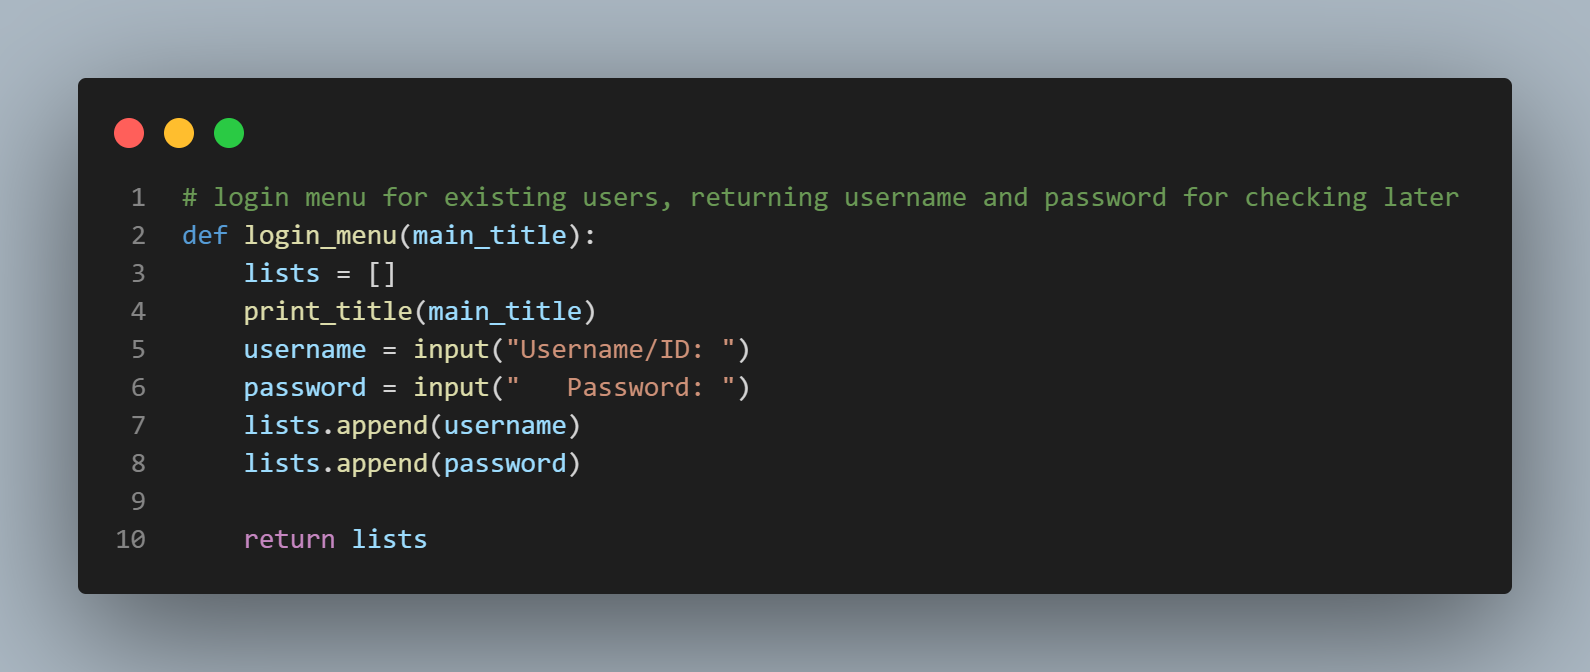 1 # login menu for existing users, returning username and password for checking later
2 def login_menu(main_title):
3     lists = []
4     print_title(main_title)
5     username = input("Username/ID: ")
6     password = input("   Password: ")
7     lists.append(username)
8     lists.append(password)
9
10     return lists